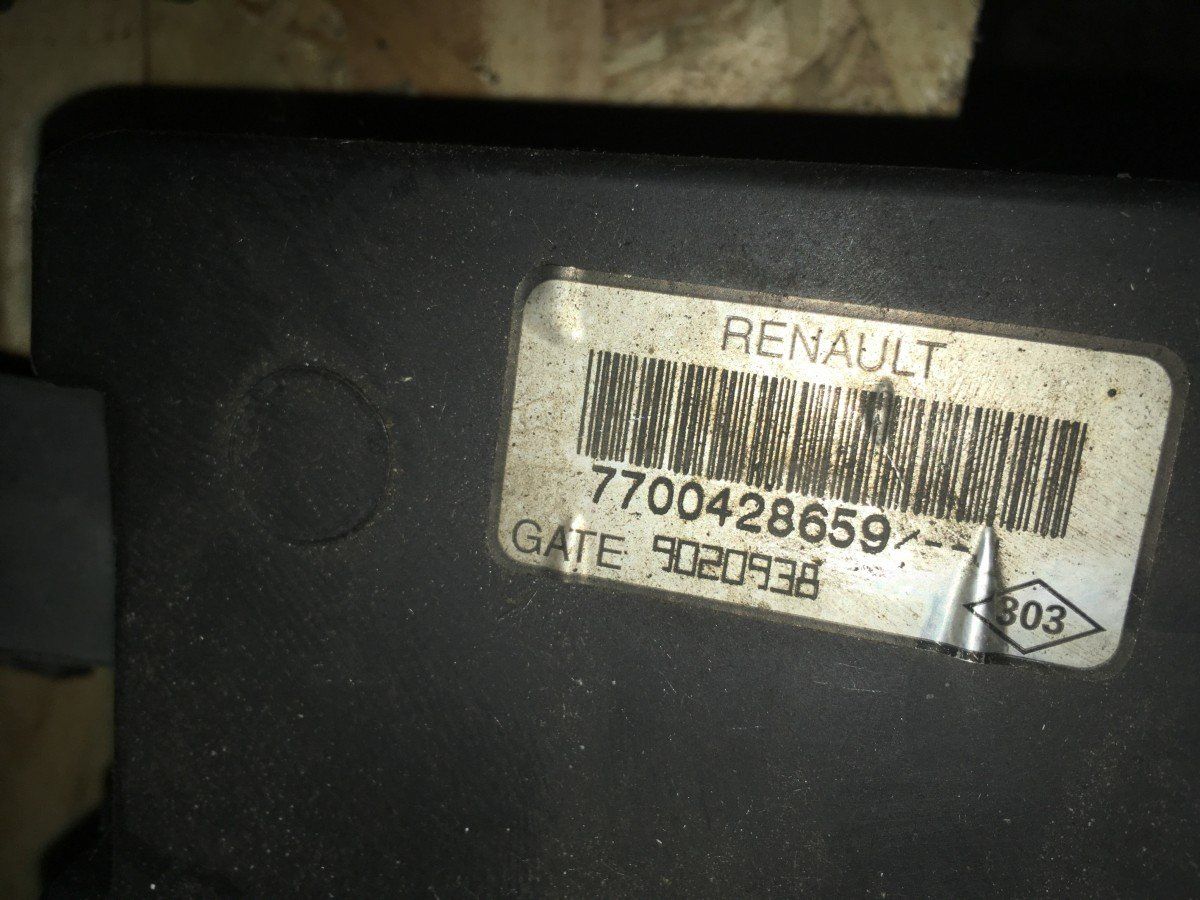 RENAULT
7700428659/--
GATE 9020938
303